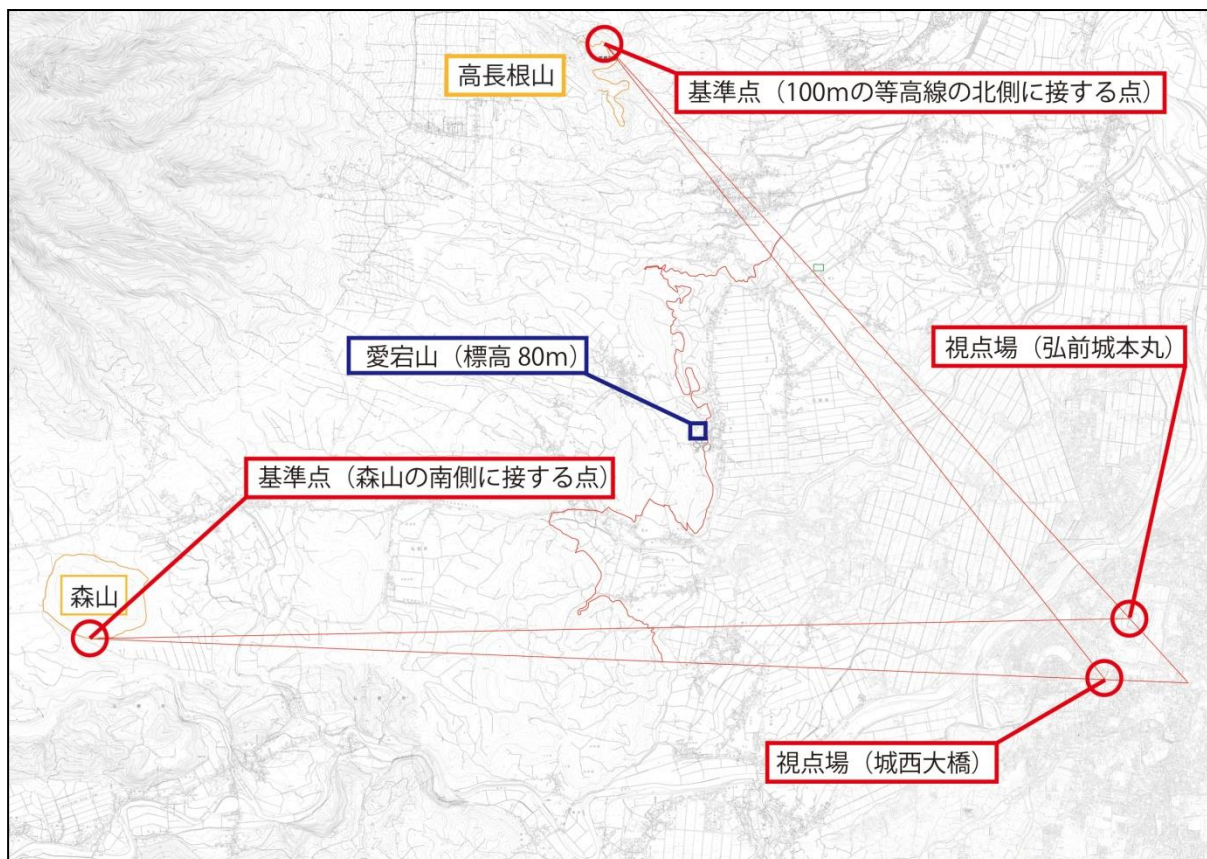 高長根山
基準点（100mの等高線の北側に接する点）
愛宕山（標高 80m）
視点場（弘前城本丸）
基準点（森山の南側に接する点）
森山
視点場（城西大橋）